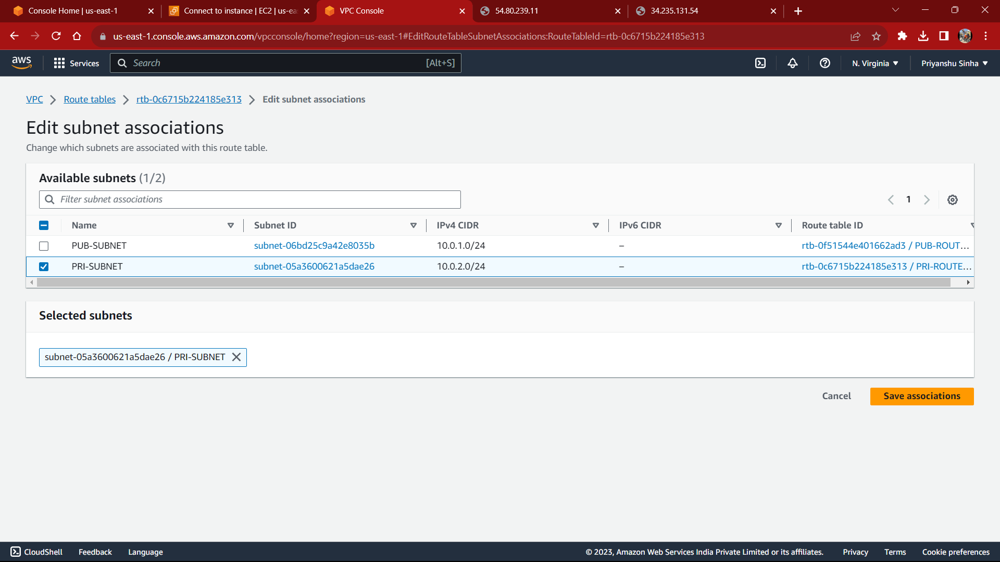 Console Home | us-east-1
Connect to instance | EC2 | us-ea
VPC Console
54.80.239.11
34.235.131.54
us-east-1.console.aws.amazon.com/vpcconsole/home?region=us-east-1#EditRouteTableSubnetAssociations:RouteTableId=rtb-0c6715b224185e313
aws
Services
Search
[Alt+S]
N. Virginia
Priyanshu Sinha
VPC
Route tables
rtb-0c6715b224185e313
Edit subnet associations
Edit subnet associations
Change which subnets are associated with this route table.
Available subnets (1/2)
Filter subnet associations
1
Name Subnet ID IPv4 CIDR IPv6 CIDR Route table ID
PUB-SUBNET subnet-06bd25c9a42e8035b 10.0.1.0/24 – rtb-0f51544e401662ad3 / PUB-ROUT...
PRI-SUBNET subnet-05a3600621a5dae26 10.0.2.0/24 – rtb-0c6715b224185e313 / PRI-ROUTE...
Selected subnets
subnet-05a3600621a5dae26 / PRI-SUBNET
Cancel
Save associations
CloudShell
Feedback
Language
© 2023, Amazon Web Services India Private Limited or its affiliates.
Privacy
Terms
Cookie preferences